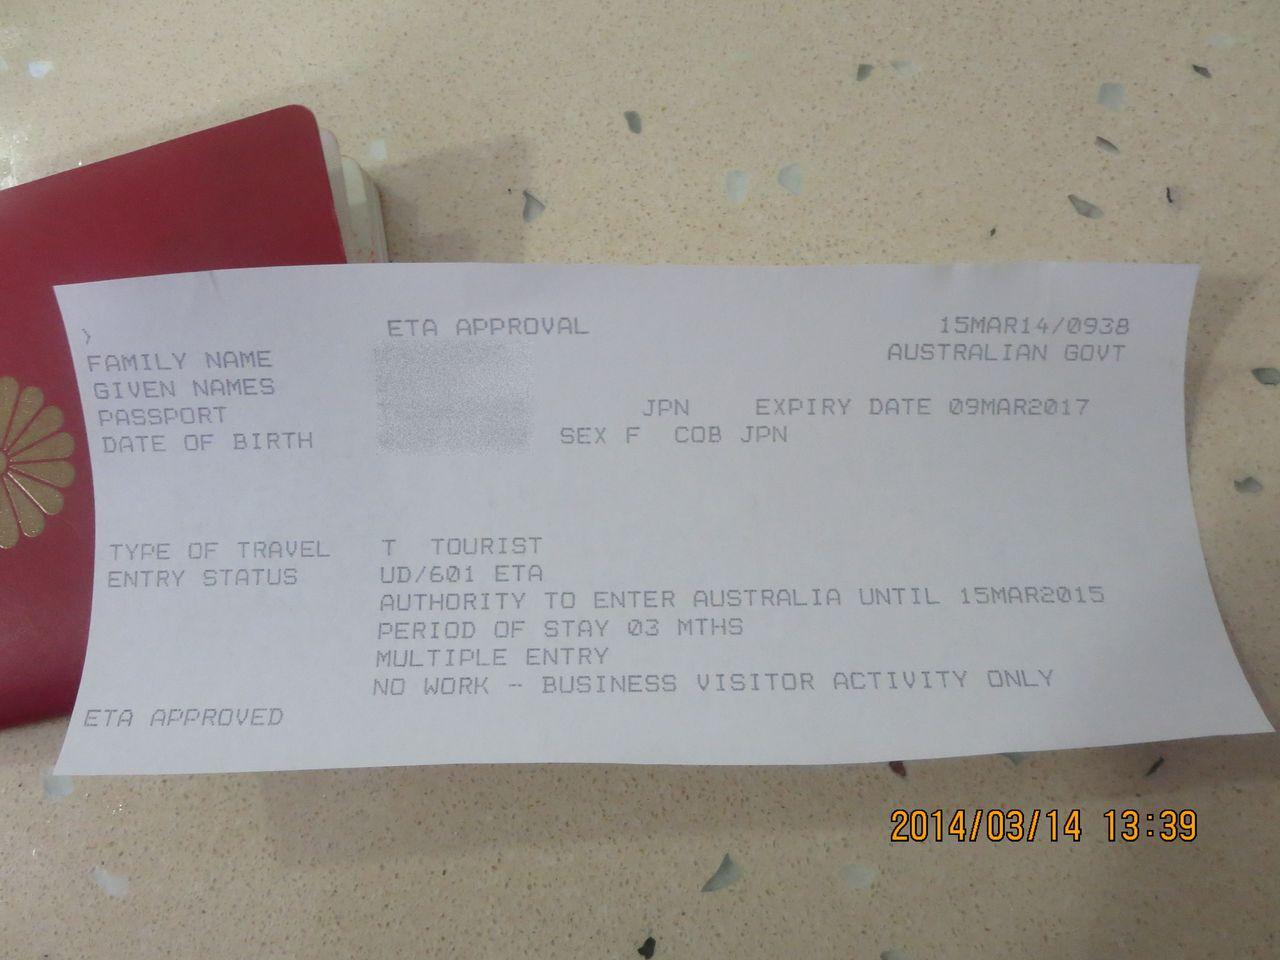 ETA APPROVAL 15MAR14/0938
FAMILY NAME AUSTRALIAN GOVT
GIVEN NAMES
PASSPORT JPN EXPIRY DATE 09MAR2017
DATE OF BIRTH SEX F COB JPN
TYPE OF TRAVEL T TOURIST
ENTRY STATUS UD/601 ETA
AUTHORITY TO ENTER AUSTRALIA UNTIL 15MAR2015
PERIOD OF STAY 03 MTHS
MULTIPLE ENTRY
NO WORK - BUSINESS VISITOR ACTIVITY ONLY
ETA APPROVED
2014/03/14 13:39